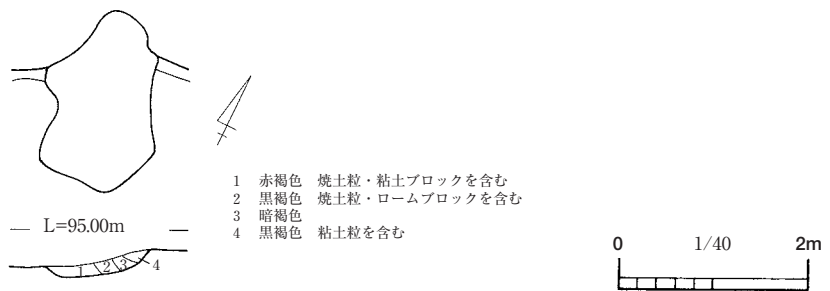 1 赤褐色 焼土粒・粘土ブロックを含む
2 黒褐色 焼土粒・ロームブロックを含む
3 暗褐色
4 黒褐色 粘土粒を含む
L=95.00m
1 2 3 4
0 1/40 2m